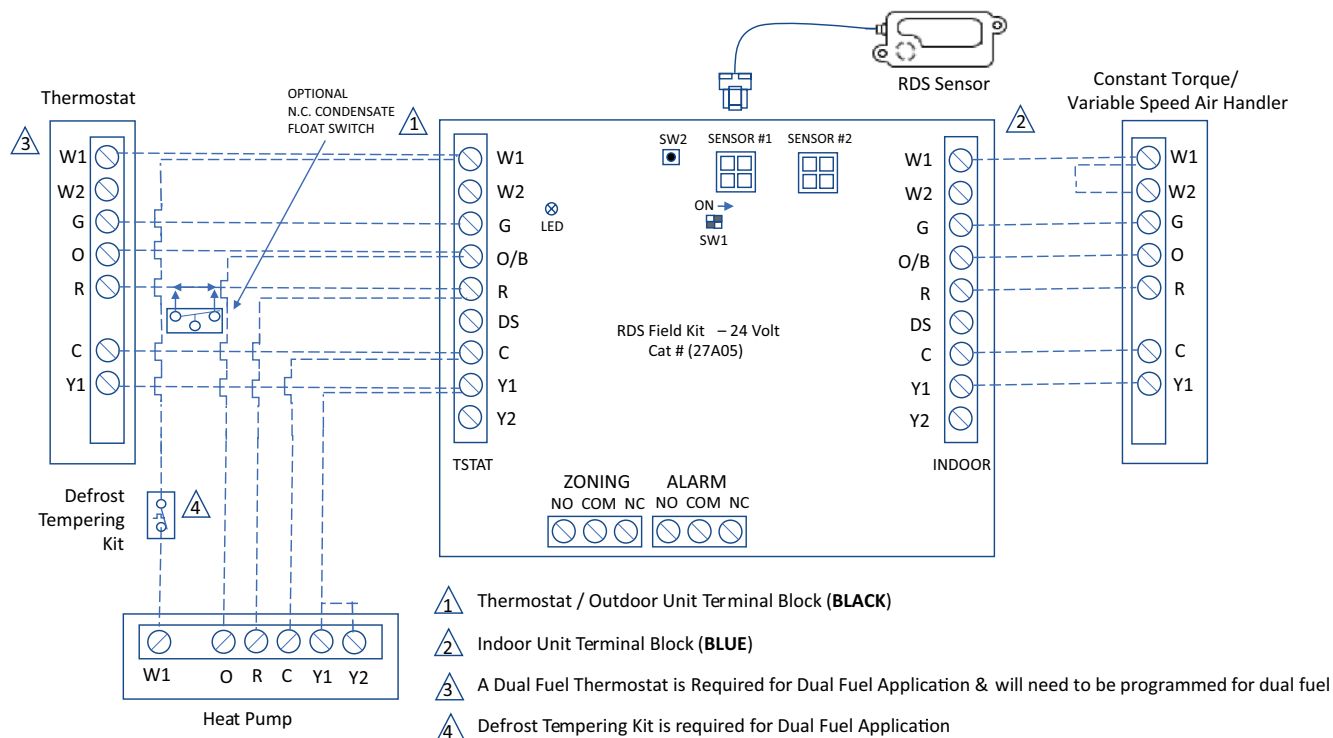 RDS Sensor
Constant Torque/
Variable Speed Air Handler
Thermostat
OPTIONAL
N.C. CONDENSATE
FLOAT SWITCH
3
W1
W2
G
O
R
C
Y1
1
W1
W2
G
O/B
R
DS
C
Y1
Y2
TSTAT
SW2
SENSOR #1
SENSOR #2
LED
ON
SW1
RDS Field Kit – 24 Volt
Cat # (27A05)
2
W1
W2
G
O/B
R
DS
C
Y1
Y2
INDOOR
W1
W2
G
O
R
C
Y1
ZONING
NO COM NC
ALARM
NO COM NC
Defrost
Tempering
Kit
4
W1 O R C Y1 Y2
Heat Pump
1 Thermostat / Outdoor Unit Terminal Block (BLACK)
2 Indoor Unit Terminal Block (BLUE)
3 A Dual Fuel Thermostat is Required for Dual Fuel Application & will need to be programmed for dual fuel
4 Defrost Tempering Kit is required for Dual Fuel Application